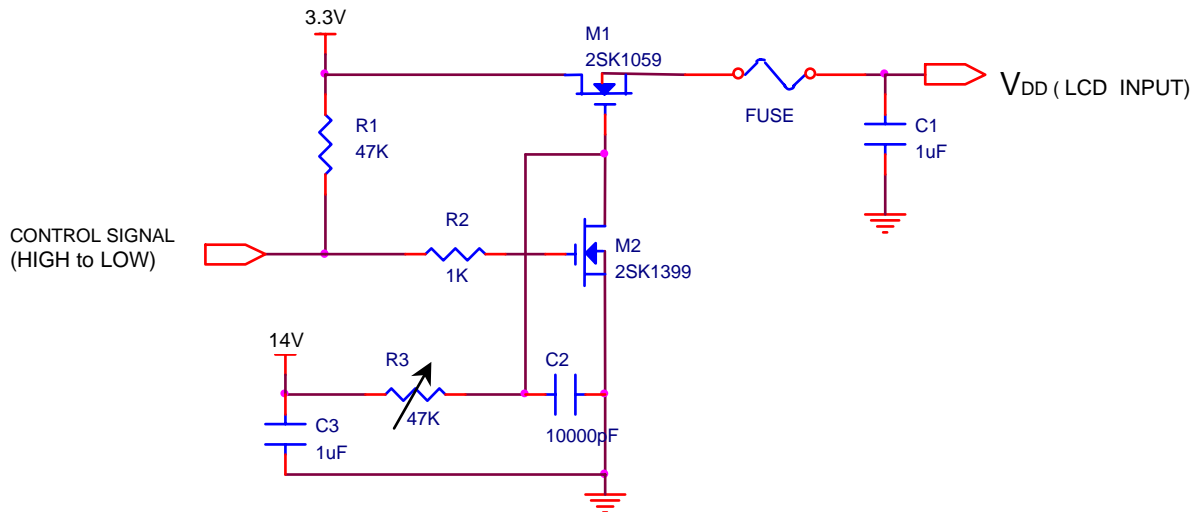 3.3V
M1
2SK1059
FUSE
VDD ( LCD INPUT)
R1
47K
C1
1uF
CONTROL SIGNAL
(HIGH to LOW)
R2
1K
M2
2SK1399
14V
R3
47K
C2
10000pF
C3
1uF